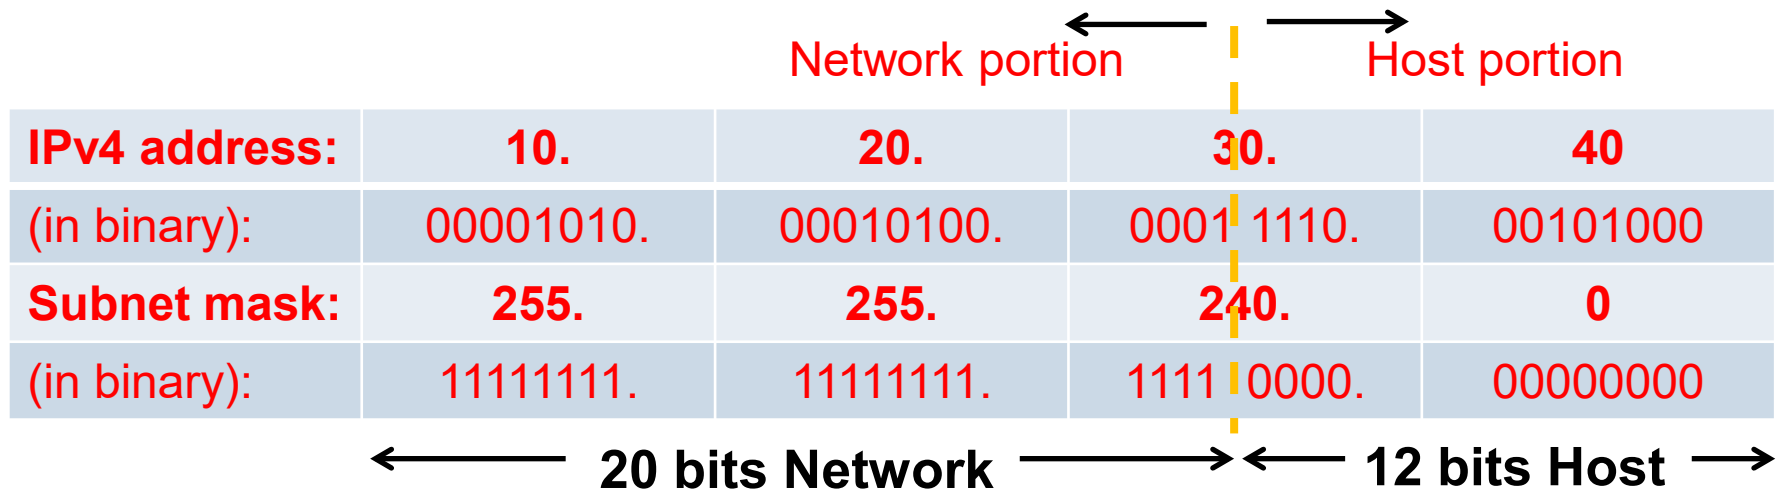 Network portion Host portion
IPv4 address: 10. 20. 30. 40
(in binary): 00001010. 00010100. 0001 1110. 00101000
Subnet mask: 255. 255. 240. 0
(in binary): 11111111. 11111111. 1111 0000. 00000000
20 bits Network 12 bits Host